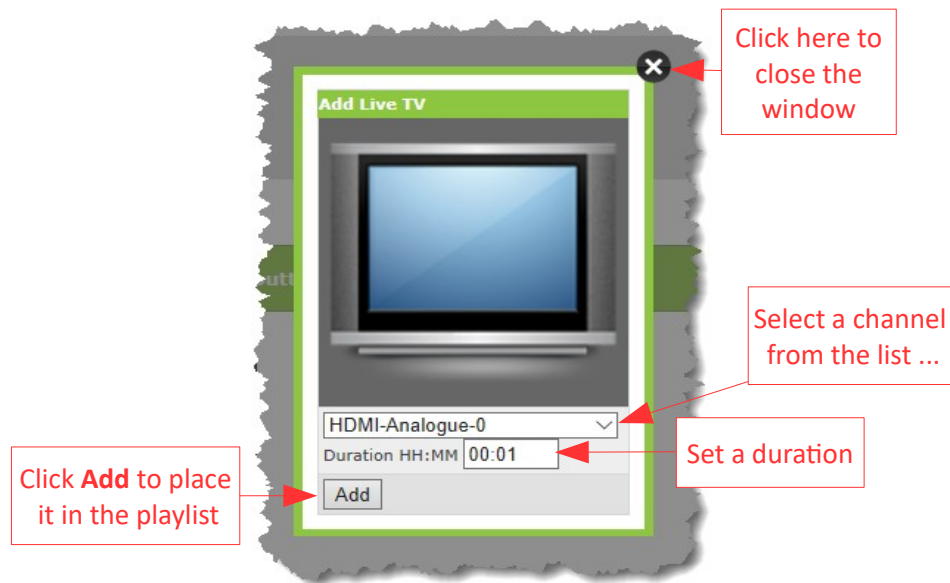 Click here to
close the
window
Add Live TV
utt
Select a channel
from the list ...
HDMI-Analogue-0
Duration HH:MM 00:01
Set a duration
Click Add to place
it in the playlist
Add